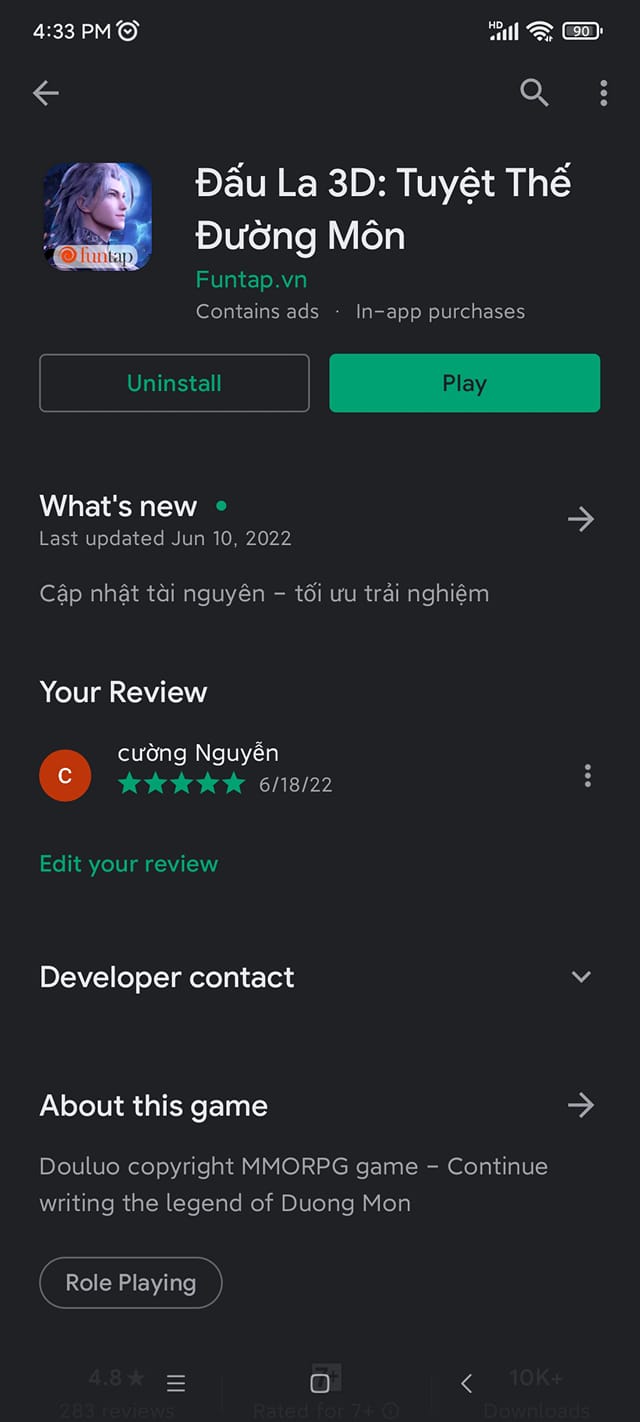 4:33 PM
HD
90
Đấu La 3D: Tuyệt Thế
Đường Môn
funtap
Funtap.vn
Contains ads · In-app purchases
Uninstall
Play
What's new
Last updated Jun 10, 2022
Cập nhật tài nguyên – tối ưu trải nghiệm
Your Review
c
cường Nguyễn
6/18/22
Edit your review
Developer contact
About this game
Douluo copyright MMORPG game – Continue
writing the legend of Duong Mon
Role Playing
4.8★
7+
10K+
283 reviews
Rated for 7+
Downloads